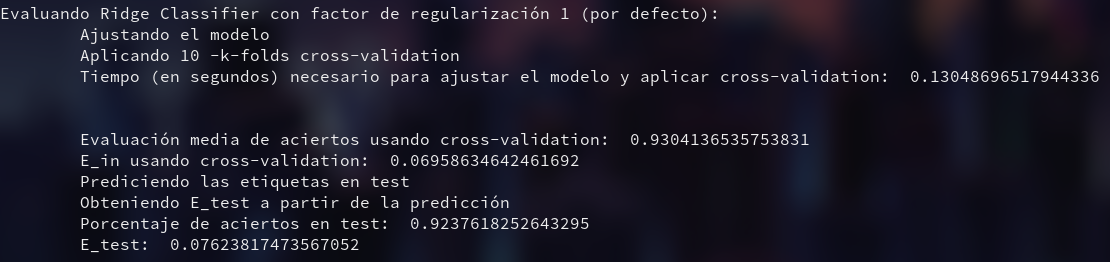 Evaluando Ridge Classifier con factor de regularización 1 (por defecto):
Ajustando el modelo
Aplicando 10 -k-folds cross-validation
Tiempo (en segundos) necesario para ajustar el modelo y aplicar cross-validation:  0.13048696517944336
Evaluación media de aciertos usando cross-validation:  0.9304136535753831
E_in usando cross-validation:  0.06958634642461692
Prediciendo las etiquetas en test
Obteniendo E_test a partir de la predicción
Porcentaje de aciertos en test:  0.9237618252643295
E_test:  0.07623817473567052